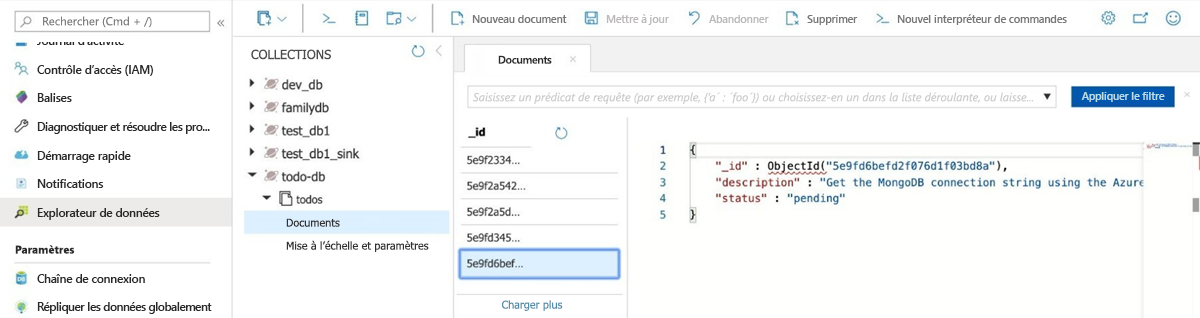 Rechercher (Cmd + /)
«
Journal d'activité
Contrôle d'accès (IAM)
Balises
Diagnostiquer et résoudre les pro...
Démarrage rapide
Notifications
Explorateur de données
Paramètres
Chaîne de connexion
Répliquer les données globalement
Nouveau document
Mettre à jour
Abandonner
Supprimer
Nouvel interpréteur de commandes
COLLECTIONS
dev_db
familydb
test_db1
test_db1_sink
todo-db
todos
Documents
Mise à l'échelle et paramètres
Documents
Saisissez un prédicat de requête (par exemple, {'a´ : ´foo´}) ou choisissez-en un dans la liste déroulante, ou laisse...
Appliquer le filtre
_id
5e9f2334...
5e9f2a542...
5e9f2a5d...
5e9fd345...
5e9fd6bef...
Charger plus
1 {
2 "_id" : ObjectId("5e9fd6befd2f076d1f03bd8a"),
3 "description" : "Get the MongoDB connection string using the Azure
4 "status" : "pending"
5 }